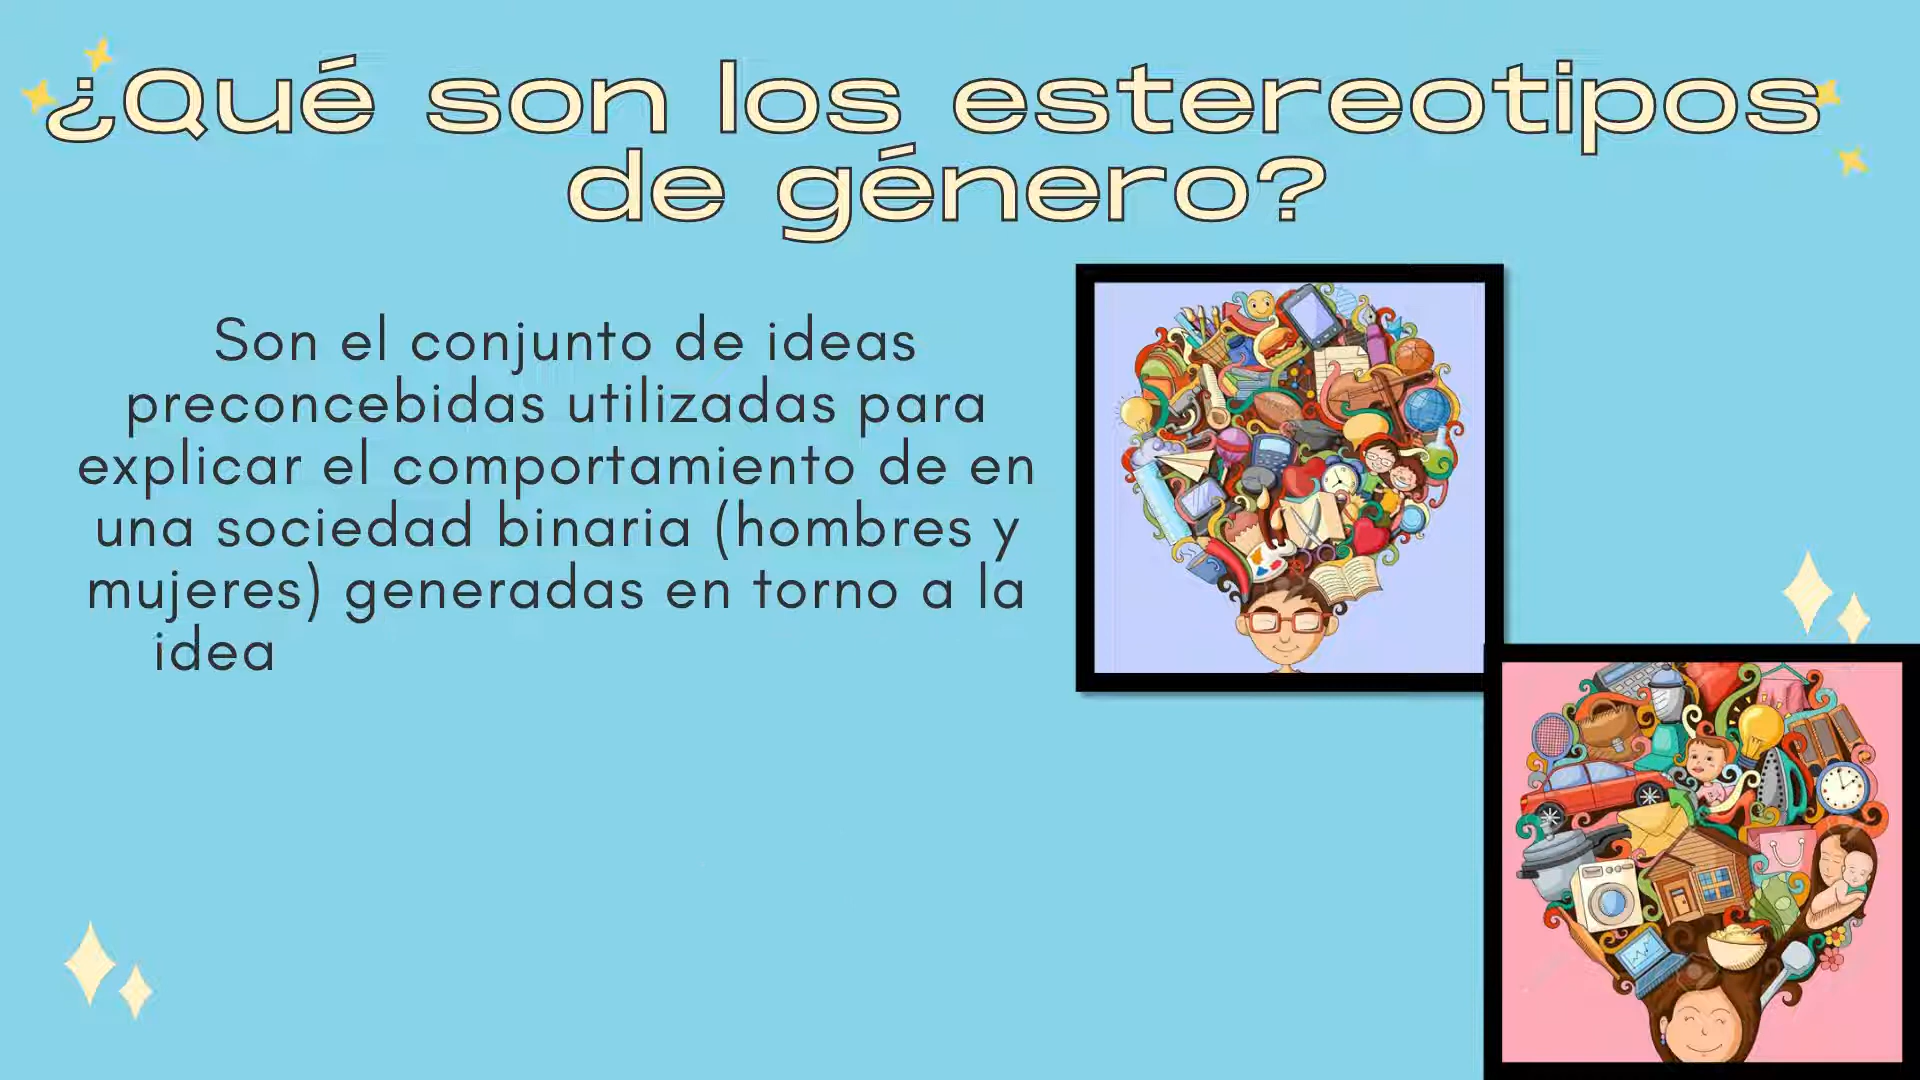 ¿Qué son los estereotipos
de género?
Son el conjunto de ideas
preconcebidas utilizadas para
explicar el comportamiento de en
una sociedad binaria (hombres y
mujeres) generadas en torno a la
idea